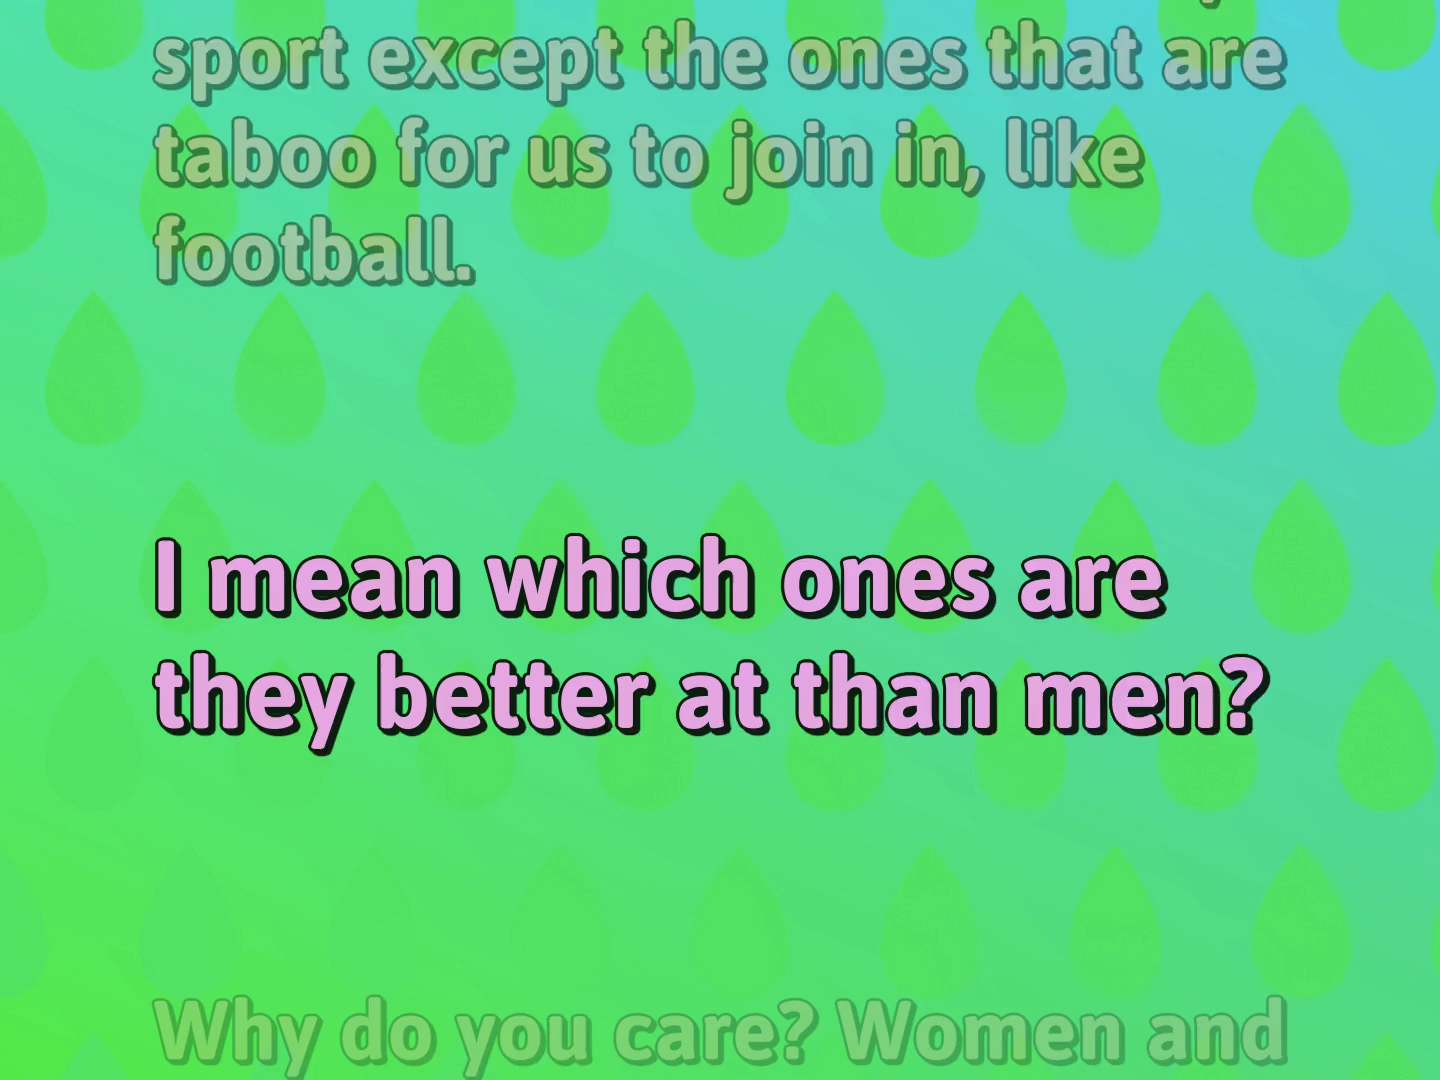 sport except the ones that are
taboo for us to join in, like
football.
I mean which ones are
they better at than men?
Why do you care? Women and